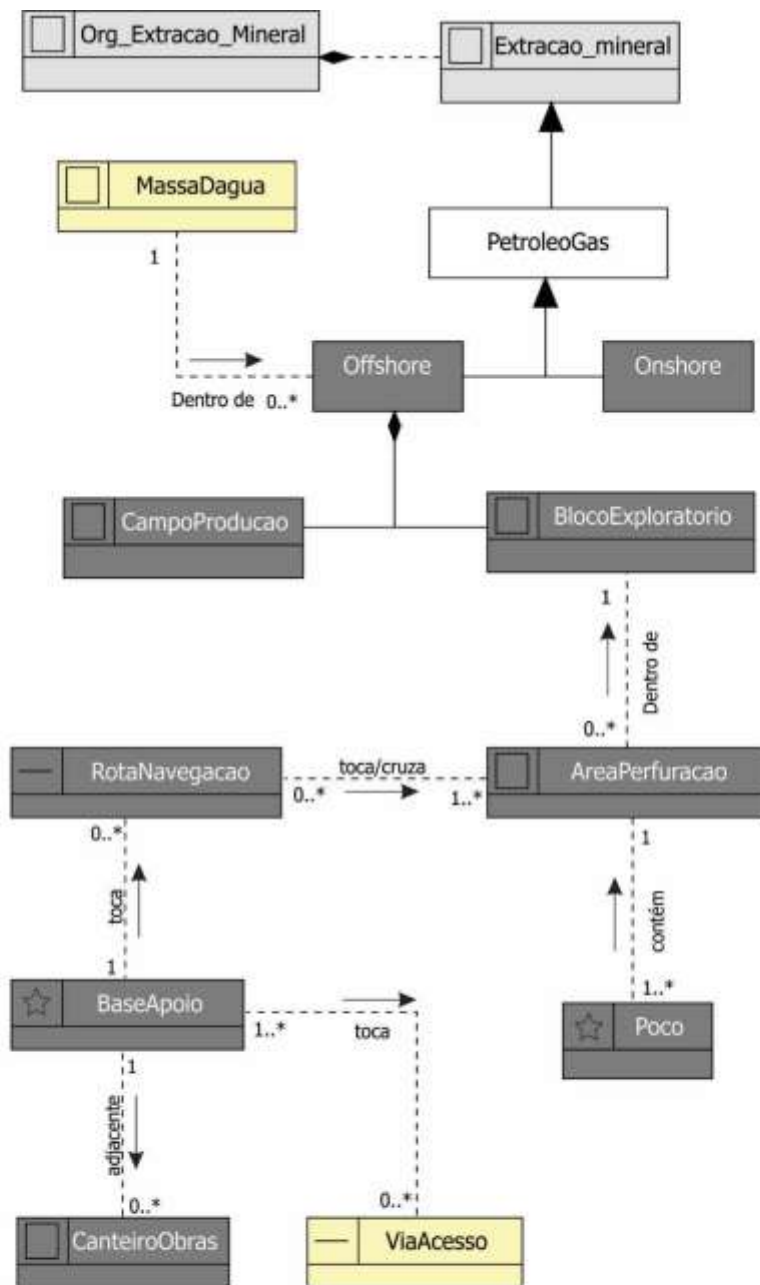 Org_Extracao_Mineral
Extracao_mineral
MassaDagua
1
PetroleoGas
Offshore
Onshore
Dentro de 0..*
CampoProducao
BlocoExploratorio
1
Dentro de
0..*
RotaNavegacao
toca/cruza
AreaPerfuracao
0..*
1..*
0..*
1
toca
contém
1
1..*
BaseApoio
Poco
1..*
toca
1
adjacente
0..*
0..*
CanteiroObras
ViaAcesso